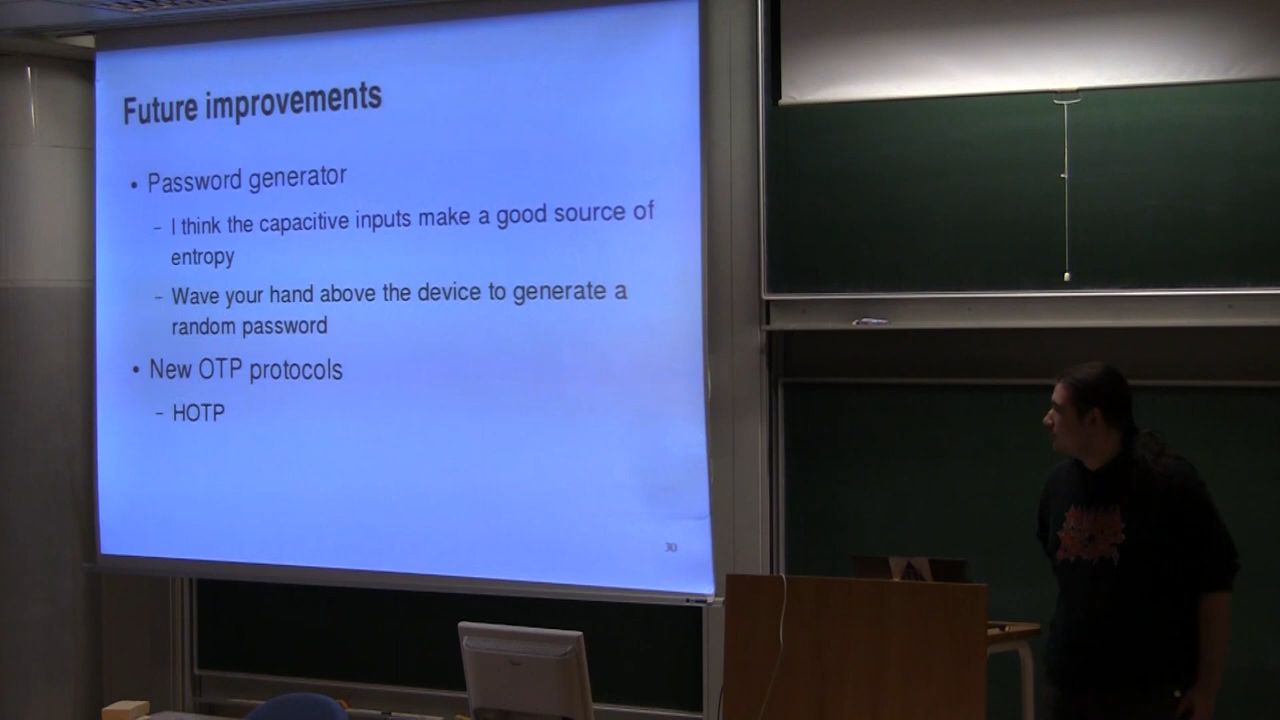 Future improvements
• Password generator
– I think the capacitive inputs make a good source of
entropy
– Wave your hand above the device to generate a
random password
• New OTP protocols
– HOTP
30